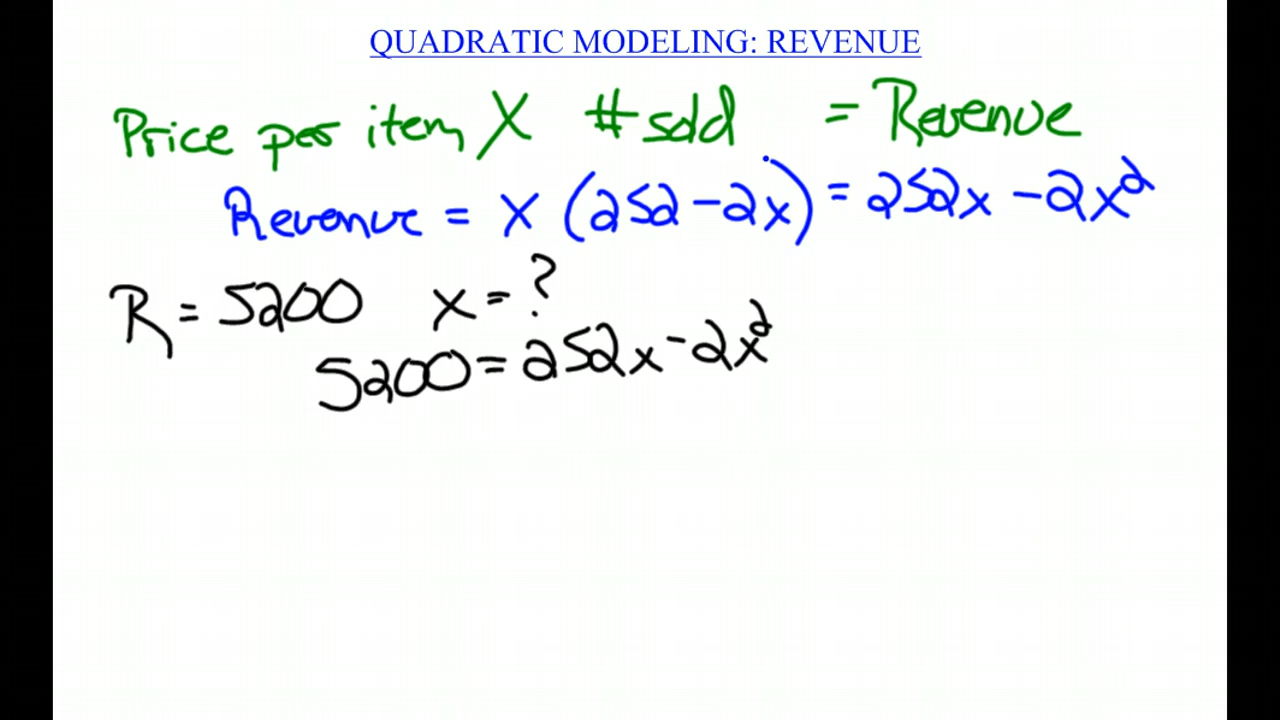 QUADRATIC MODELING: REVENUE
Price per item X # sold = Revenue
Revenue = x (252-2x) = 252x - 2x²
R = 5200 x = ?
5200 = 252x - 2x²